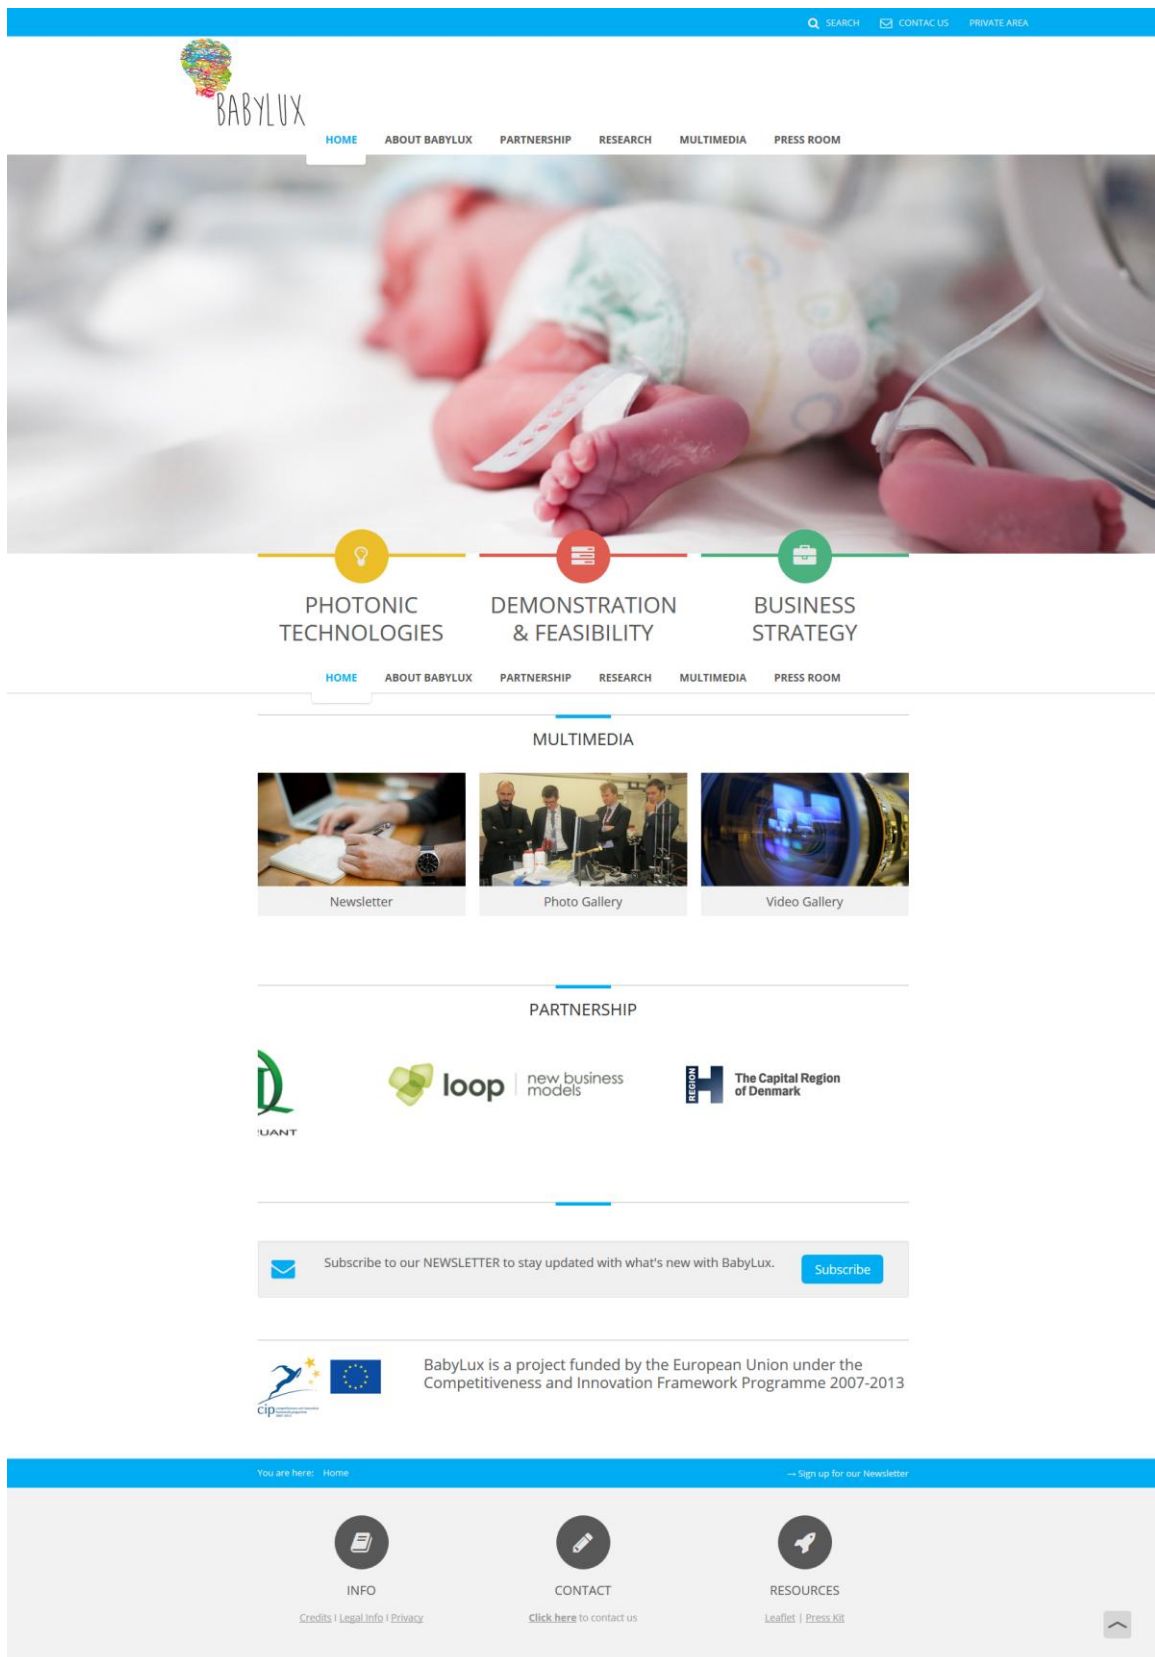 SEARCH CONTAC US PRIVATE AREA
BABYLUX
HOME ABOUT BABYLUX PARTNERSHIP RESEARCH MULTIMEDIA PRESS ROOM
PHOTONIC TECHNOLOGIES
DEMONSTRATION & FEASIBILITY
BUSINESS STRATEGY
HOME ABOUT BABYLUX PARTNERSHIP RESEARCH MULTIMEDIA PRESS ROOM
MULTIMEDIA
Newsletter Photo Gallery Video Gallery
PARTNERSHIP
UANT
loop new business models
REGION H The Capital Region of Denmark
Subscribe to our NEWSLETTER to stay updated with what's new with BabyLux. Subscribe
cip
BabyLux is a project funded by the European Union under the
Competitiveness and Innovation Framework Programme 2007-2013
You are here: Home → Sign up for our Newsletter
INFO CONTACT RESOURCES
Credits I Legal Info I Privacy Click here to contact us Leaflet | Press Kit